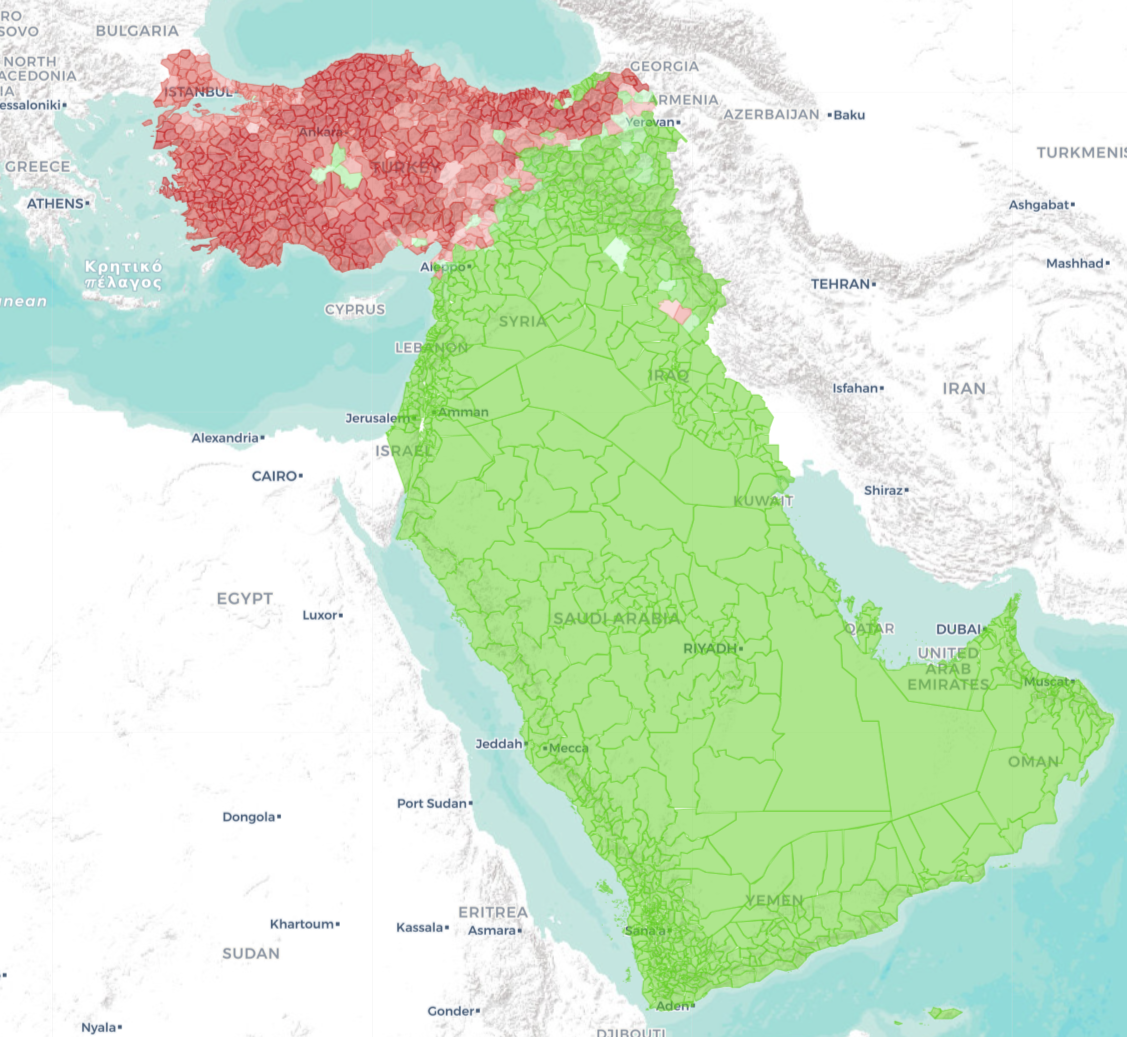 RO
SOVO
BULGARIA
NORTH
ACEDONIA
IA
essaloniki
ISTANBUL
GEORGIA
ARMENIA
AZERBAIJAN
Baku
Yerevan
Ankara
TURKEY
GREECE
TURKMENIS
ATHENS
Ashgabat
Κρητικό
πέλαγος
Aleppo
Mashhad
TEHRAN
nean
CYPRUS
SYRIA
LEBANON
IRAQ
Isfahan
IRAN
Jerusalem
Amman
Alexandria
ISRAEL
CAIRO
Shiraz
KUWAIT
EGYPT
Luxor
SAUDI ARABIA
QATAR
DUBAI
RIYADH
UNITED
ARAB
EMIRATES
Muscat
Jeddah
Mecca
OMAN
Port Sudan
Dongola
YEMEN
ERITREA
Khartoum
Kassala
Asmara
Sana'a
SUDAN
Aden
Gonder
Nyala
DJIBOUTI